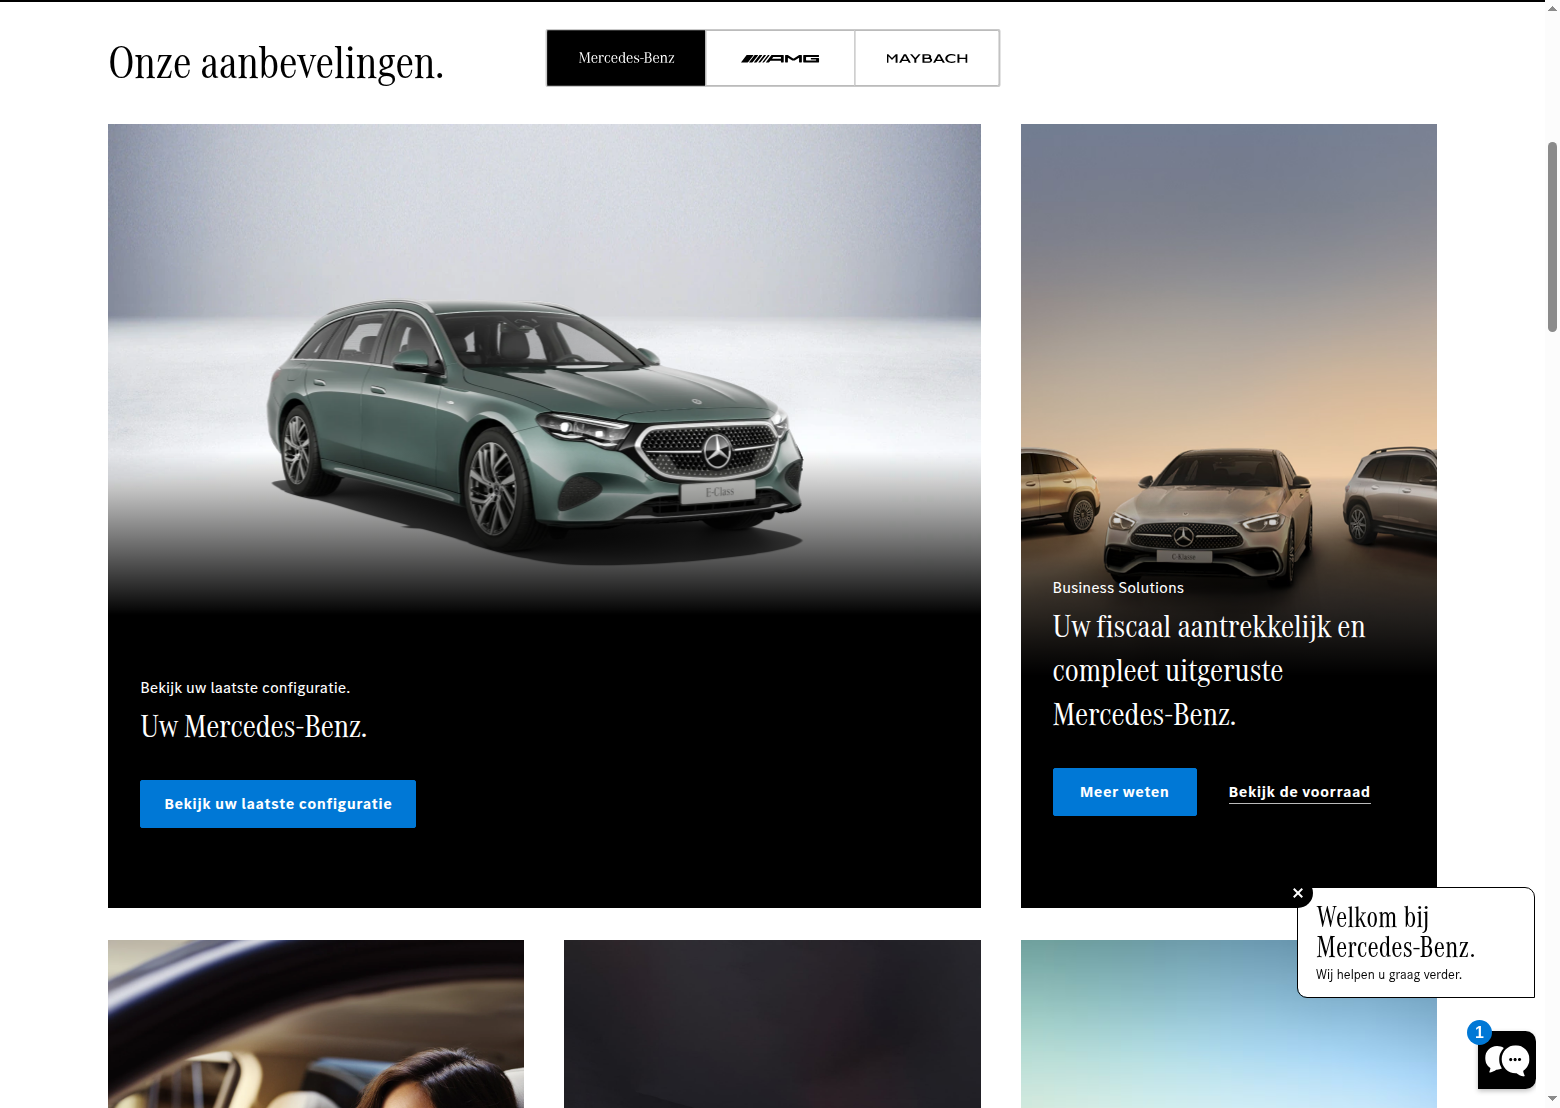 Onze aanbevelingen.
Mercedes-Benz
AMG
MAYBACH
E-Class
Bekijk uw laatste configuratie.
Uw Mercedes-Benz.
Bekijk uw laatste configuratie
C-Klasse
Business Solutions
Uw fiscaal aantrekkelijk en
compleet uitgeruste
Mercedes-Benz.
Meer weten
Bekijk de voorraad
Welkom bij
Mercedes-Benz.
Wij helpen u graag verder.
1